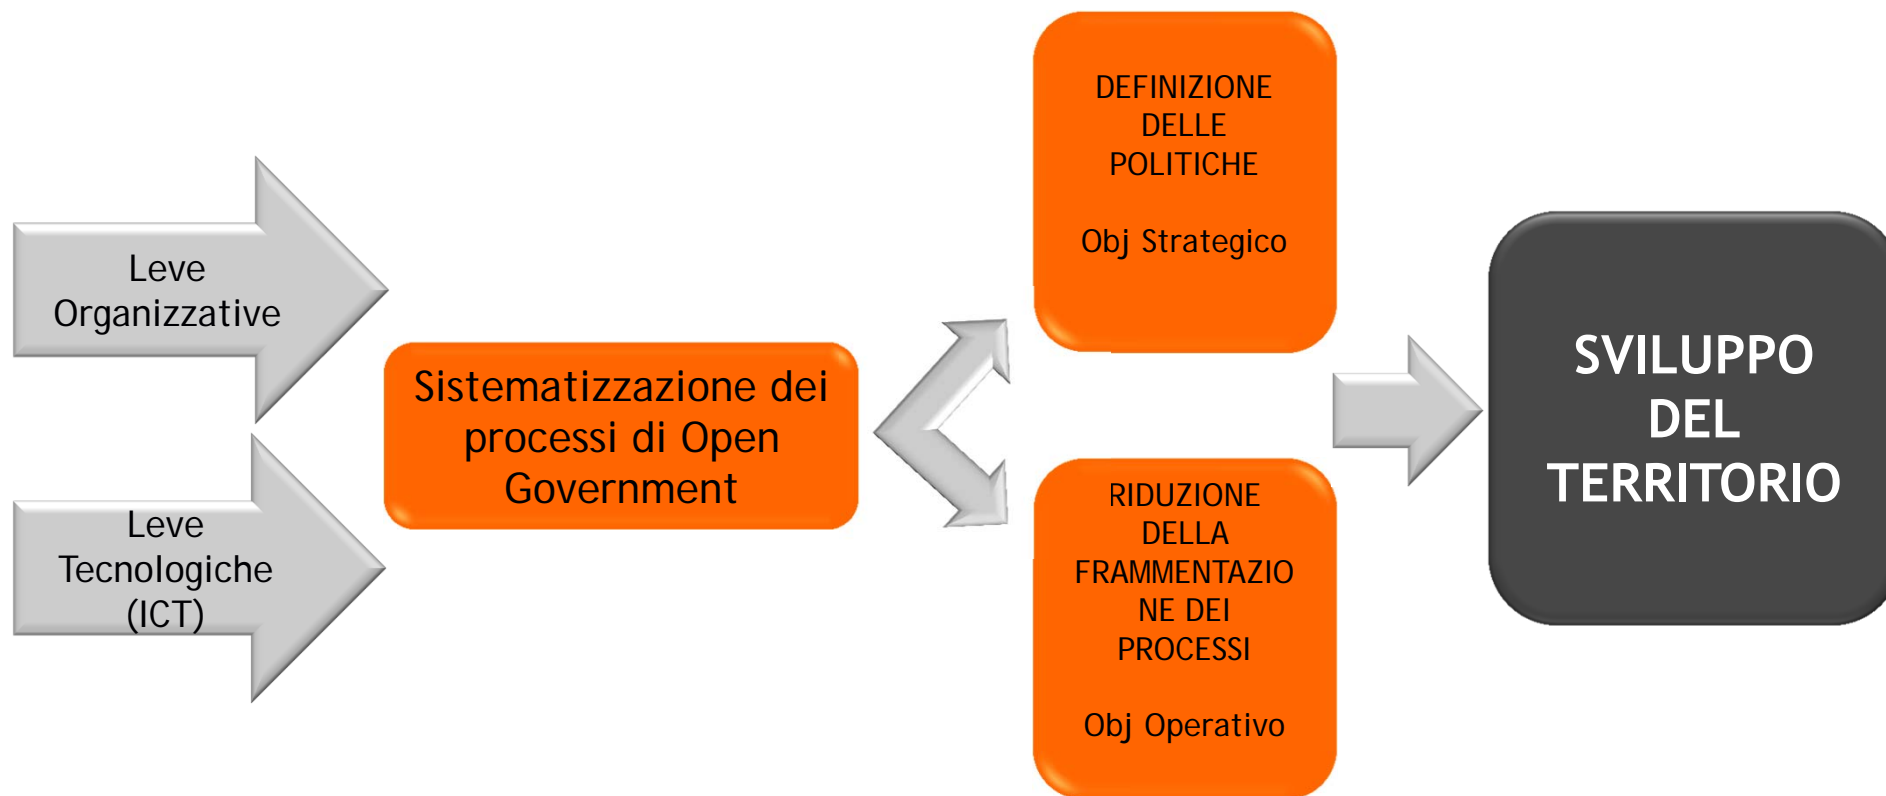 Leve
Organizzative
Leve
Tecnologiche
(ICT)
Sistematizzazione dei
processi di Open
Government
DEFINIZIONE
DELLE
POLITICHE
Obj Strategico
RIDUZIONE
DELLA
FRAMMENTAZIO
NE DEI
PROCESSI
Obj Operativo
SVILUPPO
DEL
TERRITORIO